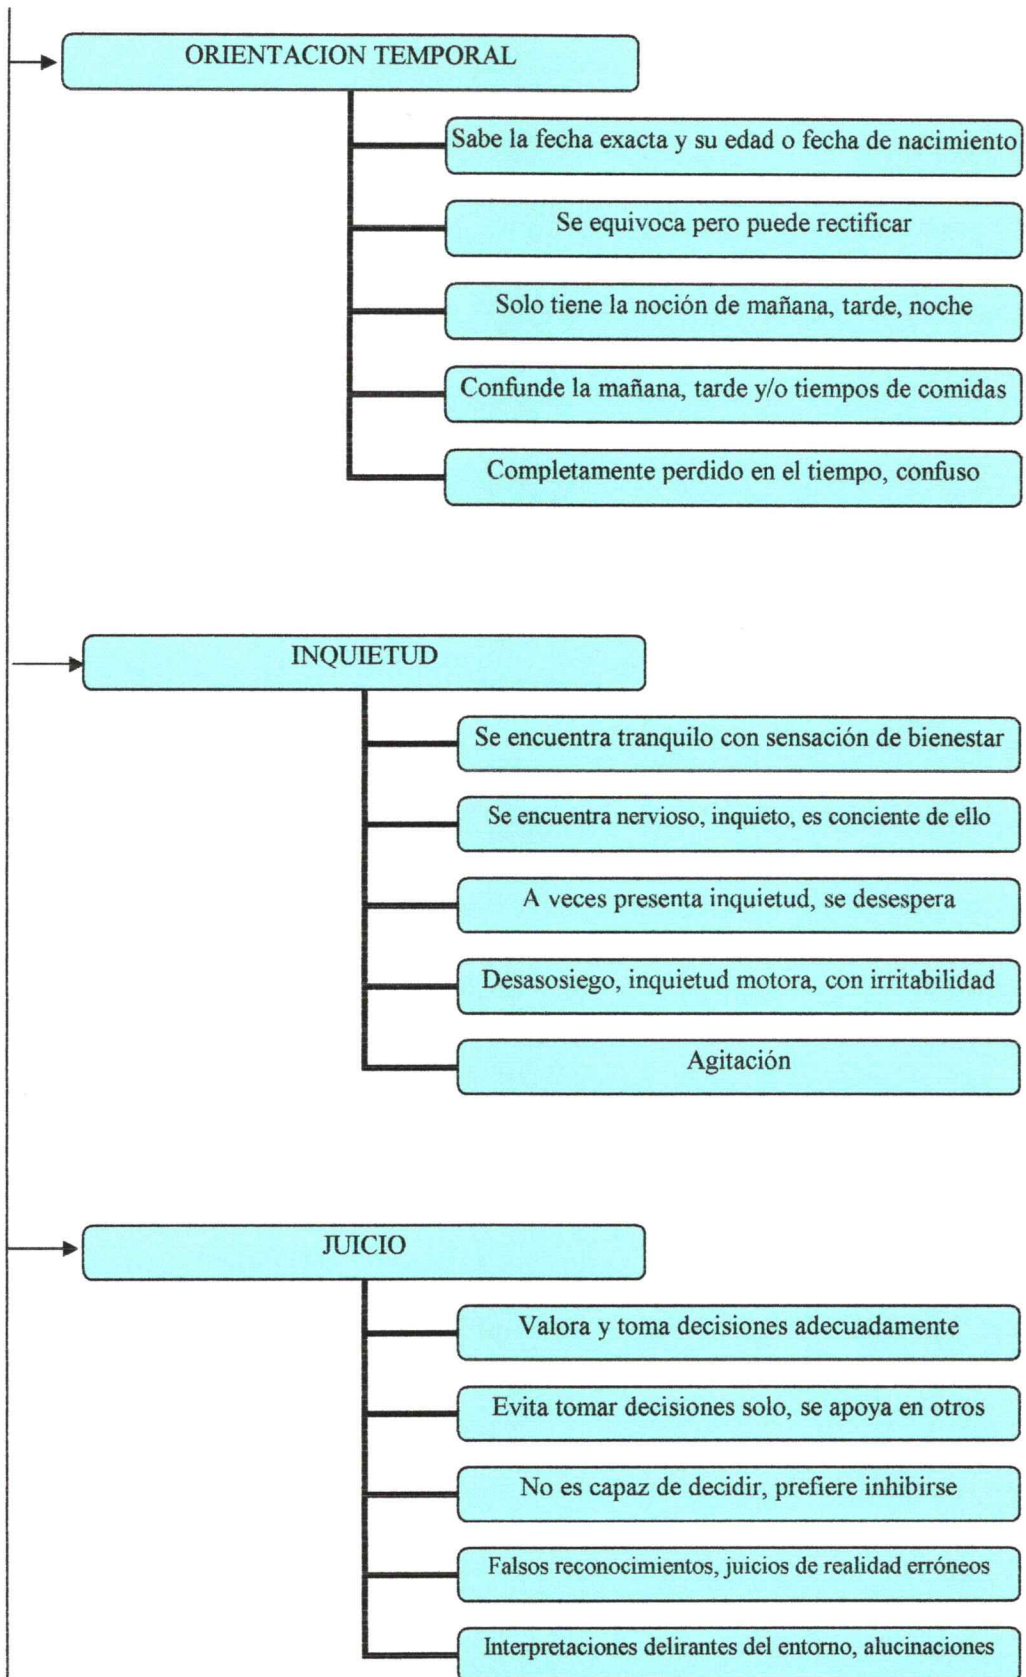 ORIENTACION TEMPORAL
Sabe la fecha exacta y su edad o fecha de nacimiento
Se equivoca pero puede rectificar
Solo tiene la noción de mañana, tarde, noche
Confunde la mañana, tarde y/o tiempos de comidas
Completamente perdido en el tiempo, confuso
INQUIETUD
Se encuentra tranquilo con sensación de bienestar
Se encuentra nervioso, inquieto, es conciente de ello
A veces presenta inquietud, se desespera
Desasosiego, inquietud motora, con irritabilidad
Agitación
JUICIO
Valora y toma decisiones adecuadamente
Evita tomar decisiones solo, se apoya en otros
No es capaz de decidir, prefiere inhibirse
Falsos reconocimientos, juicios de realidad erróneos
Interpretaciones delirantes del entorno, alucinaciones